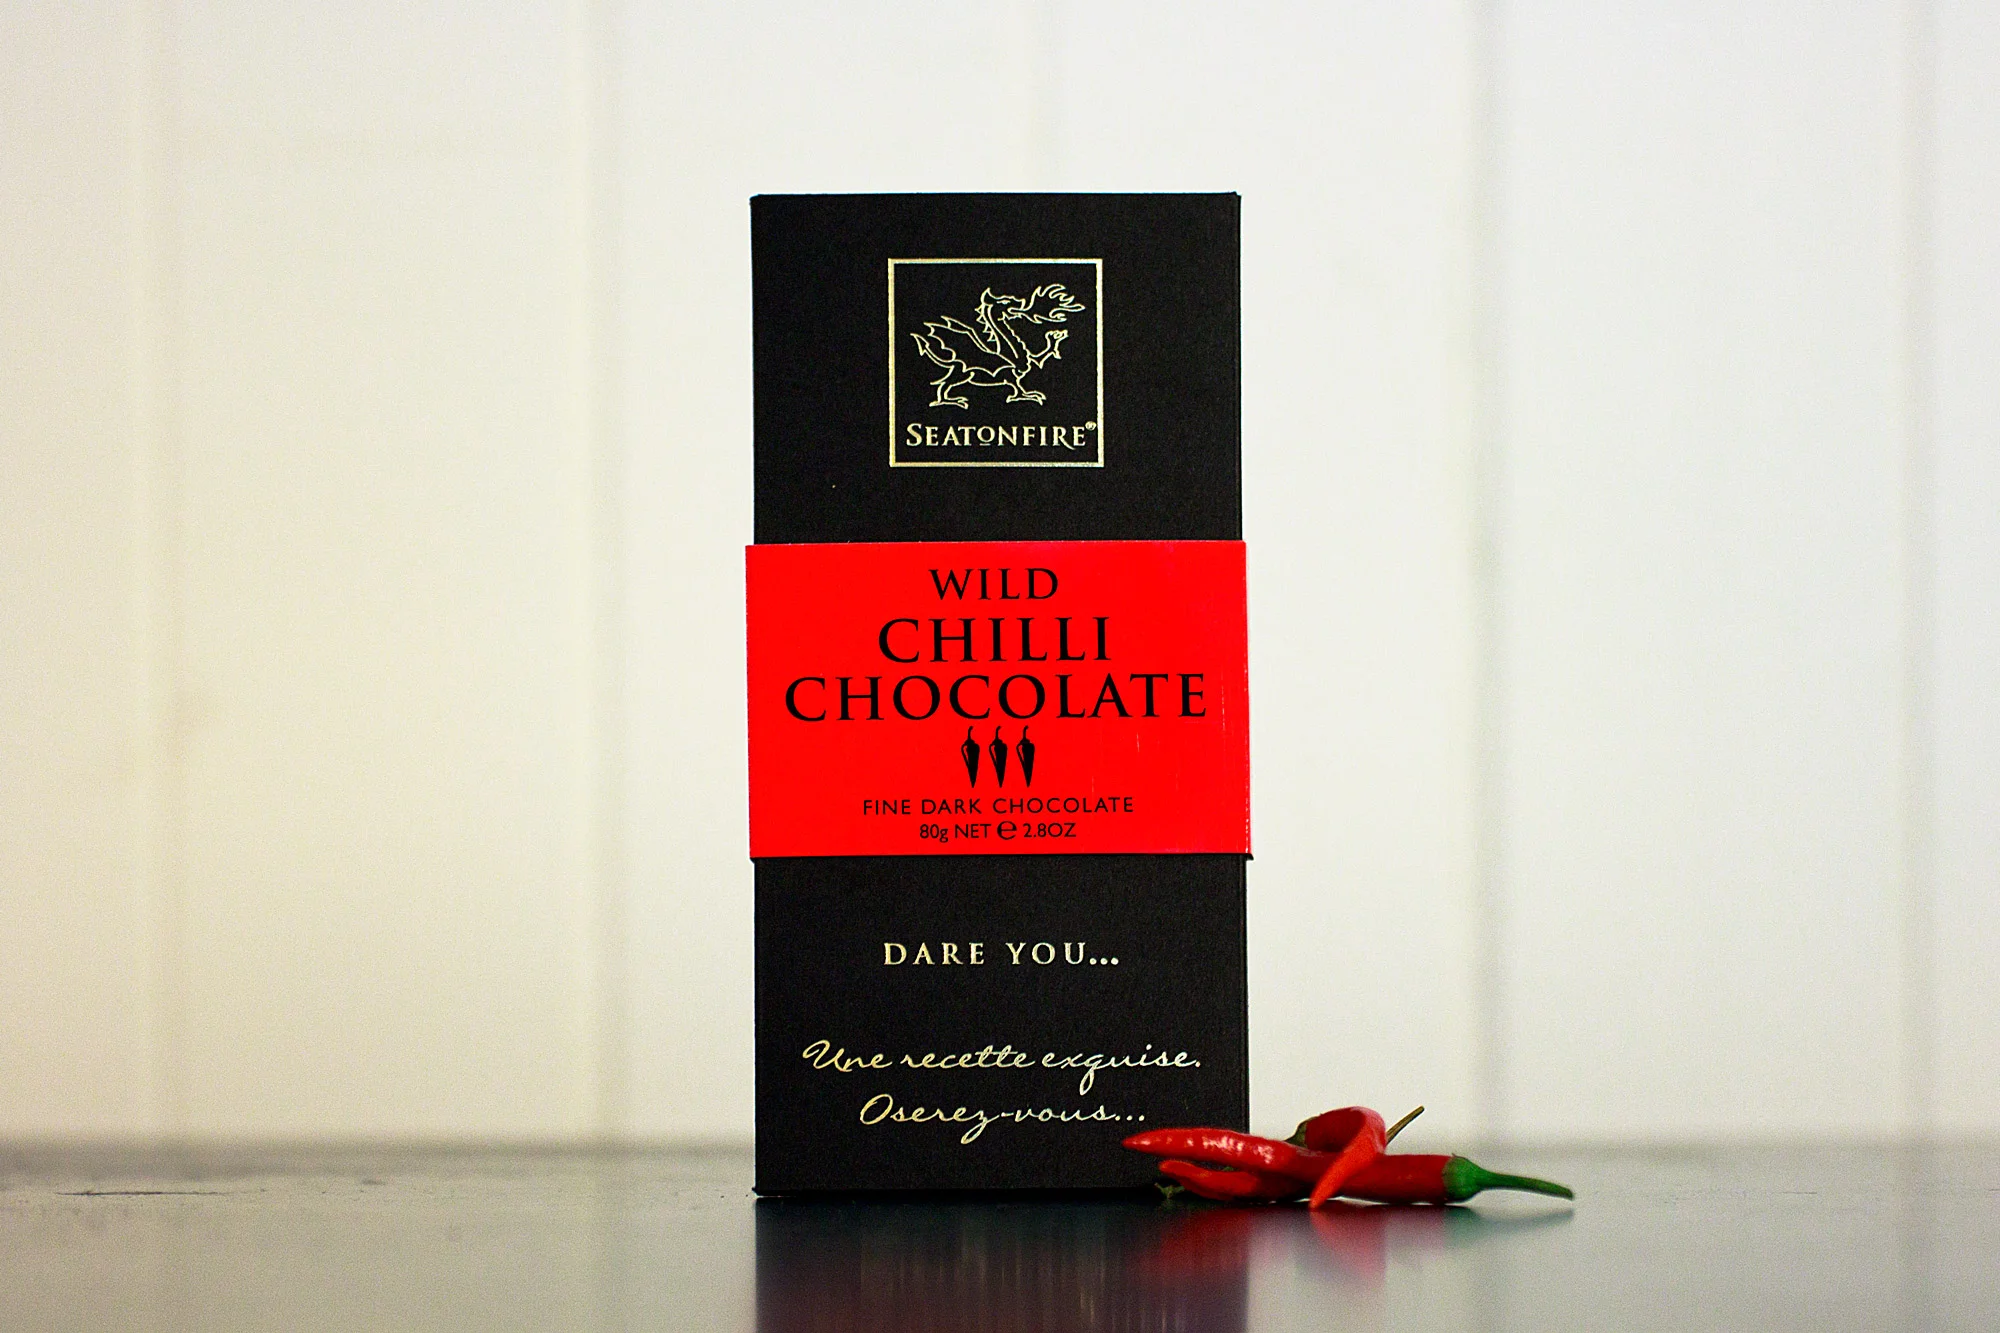 SEATONFIRE®
WILD
CHILLI
CHOCOLATE
FINE DARK CHOCOLATE
80g NET ℮ 2.8OZ
DARE YOU...
Une recette exquise.
Oserez-vous...